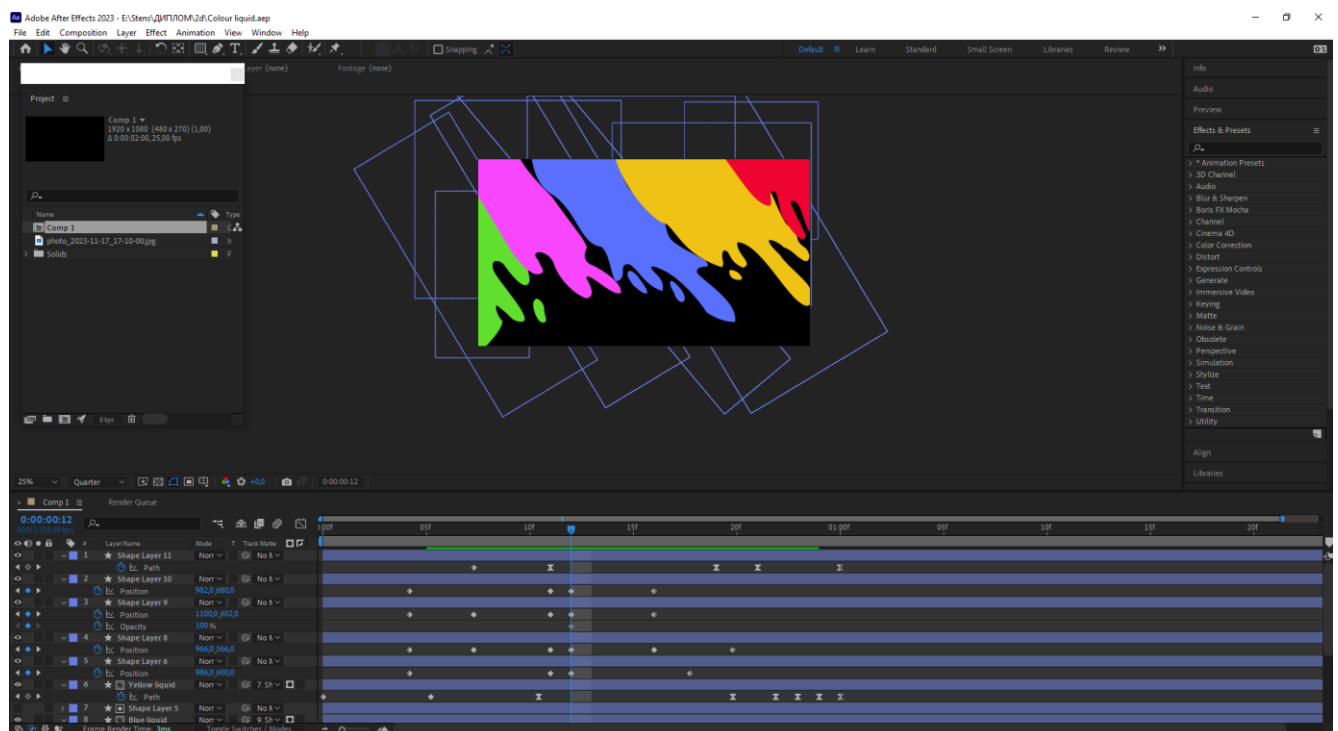 Adobe After Effects 2023 - E:\Stens\ДИПЛОМ\2d\Colour liquid.aep
File Edit Composition Layer Effect Animation View Window Help
Snapping Default Learn Standard Small Screen Libraries Review
ayer (none) Footage (none)
Project
Comp 1
1920 x 1080 (480 x 270) (1,00)
Δ 0:00:02:00, 25,00 fps
Name Type
Comp 1
photo_2023-11-17_17-10-00.jpg
Solids F
8 bpc
Info
Audio
Preview
Effects & Presets
* Animation Presets
3D Channel
Audio
Blur & Sharpen
Boris FX Mocha
Channel
Cinema 4D
Color Correction
Distort
Expression Controls
Generate
Immersive Video
Keying
Matte
Noise & Grain
Obsolete
Perspective
Simulation
Stylize
Text
Time
Transition
Utility
Align
Libraries
25% Quarter +0,0 0:00:00:12
Comp 1 Render Queue
0:00:00:12
00012 (25.00 fps)
:00f 05f 10f 15f 20f 01:00f 05f 10f 15f 20f
# Layer Name Mode T Track Matte
1 Shape Layer 11 Norr
Path
2 Shape Layer 10 Norr
Position 982,0,680,0
3 Shape Layer 9 Norr
Position 1100,0,602,0
Opacity 100 %
4 Shape Layer 8 Norr
Position 966,0,566,0
5 Shape Layer 6 Norr
Position 986,0,600,0
6 Yellow liquid Norr 7. Sh
Path
7 Shape Layer 5 Norr
8 Blue liquid Norr 9. Sh
Frame Render Time: 3ms Toggle Switches / Modes